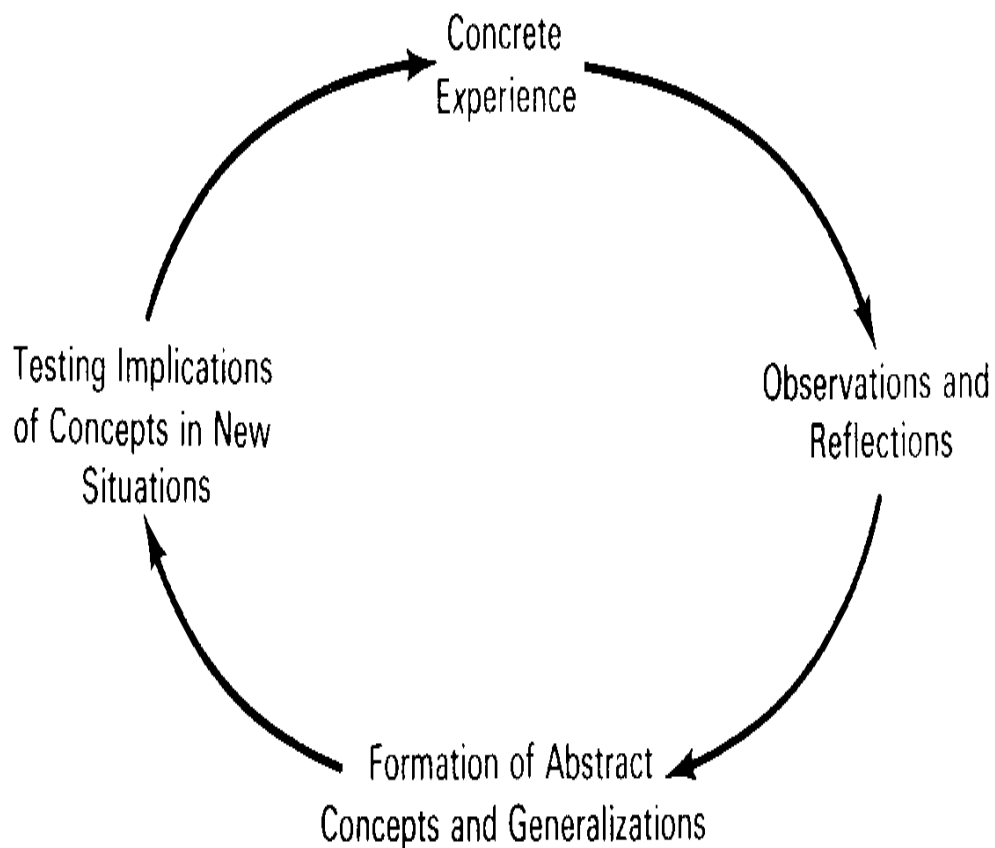 Concrete
Experience
Observations and
Reflections
Formation of Abstract
Concepts and Generalizations
Testing Implications
of Concepts in New
Situations